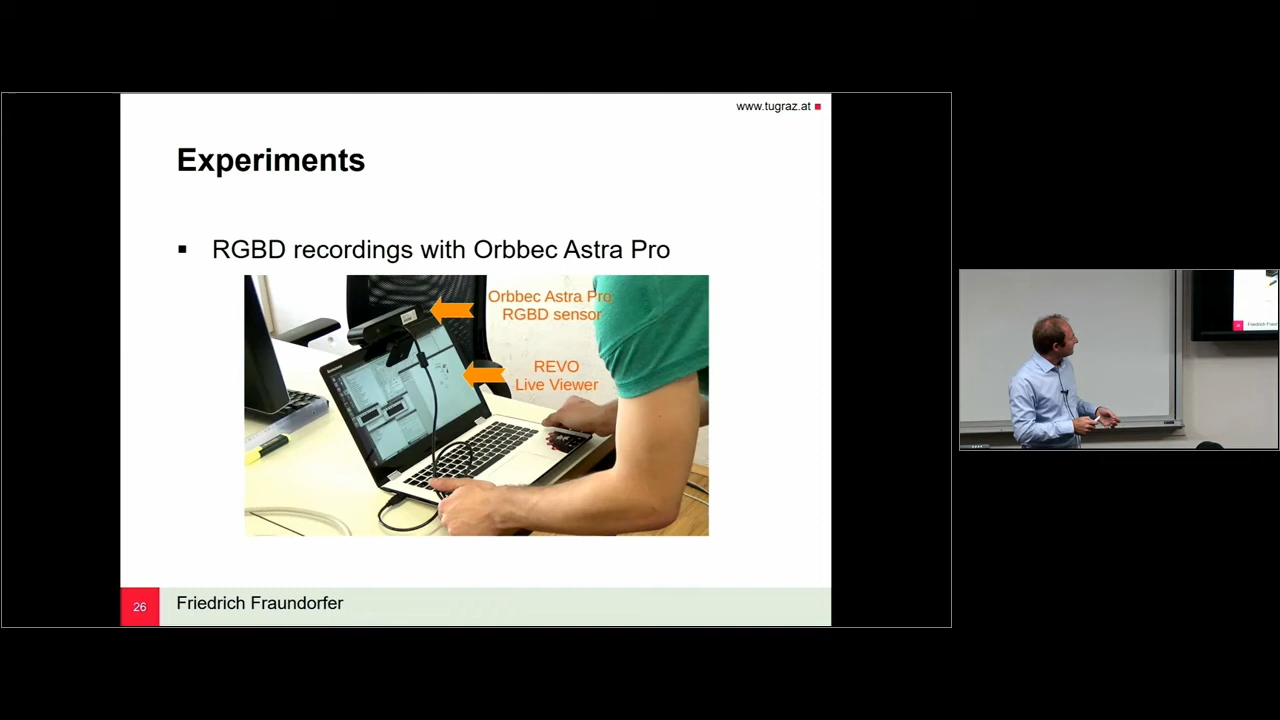 www.tugraz.at
Experiments
▪ RGBD recordings with Orbbec Astra Pro
Orbbec Astra Pro
RGBD sensor
REVO
Live Viewer
26
Friedrich Fraundorfer